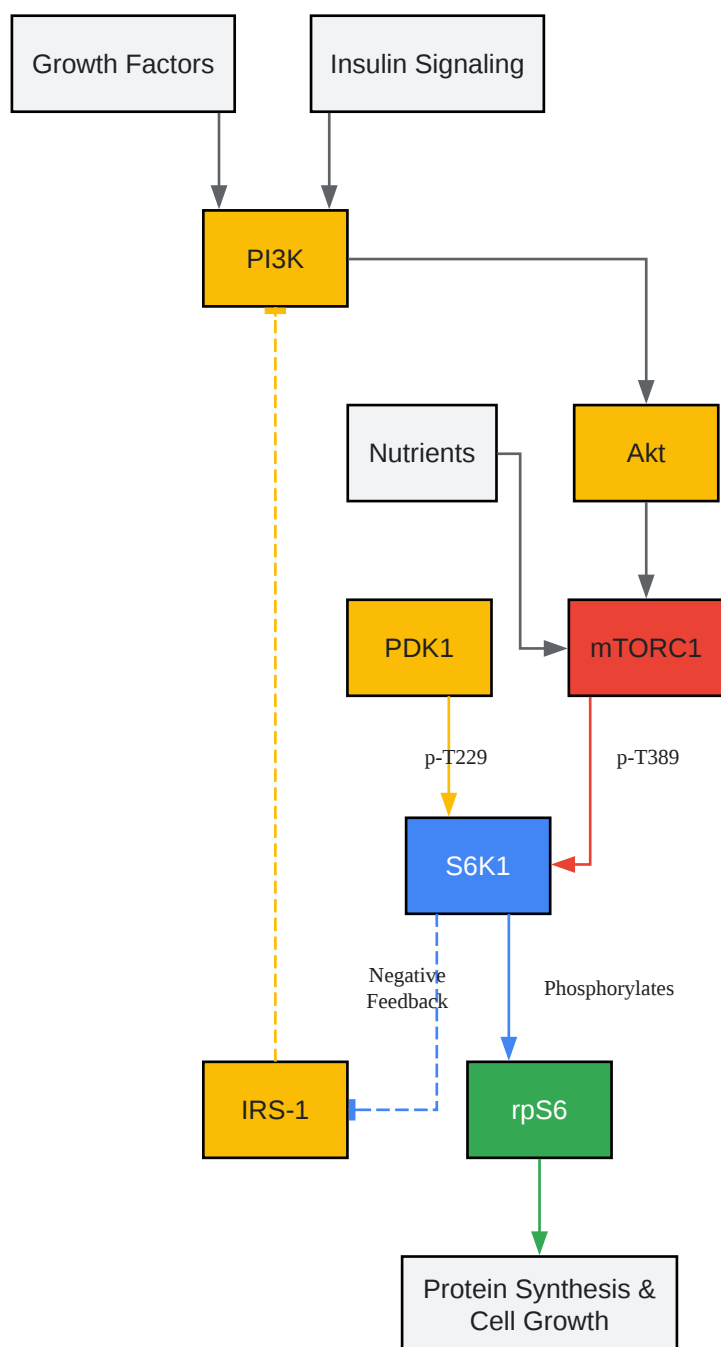 Growth Factors
Insulin Signaling
PI3K
Nutrients
Akt
PDK1
mTORC1
p-T229
p-T389
S6K1
Negative
Feedback
Phosphorylates
IRS-1
rpS6
Protein Synthesis &
Cell Growth